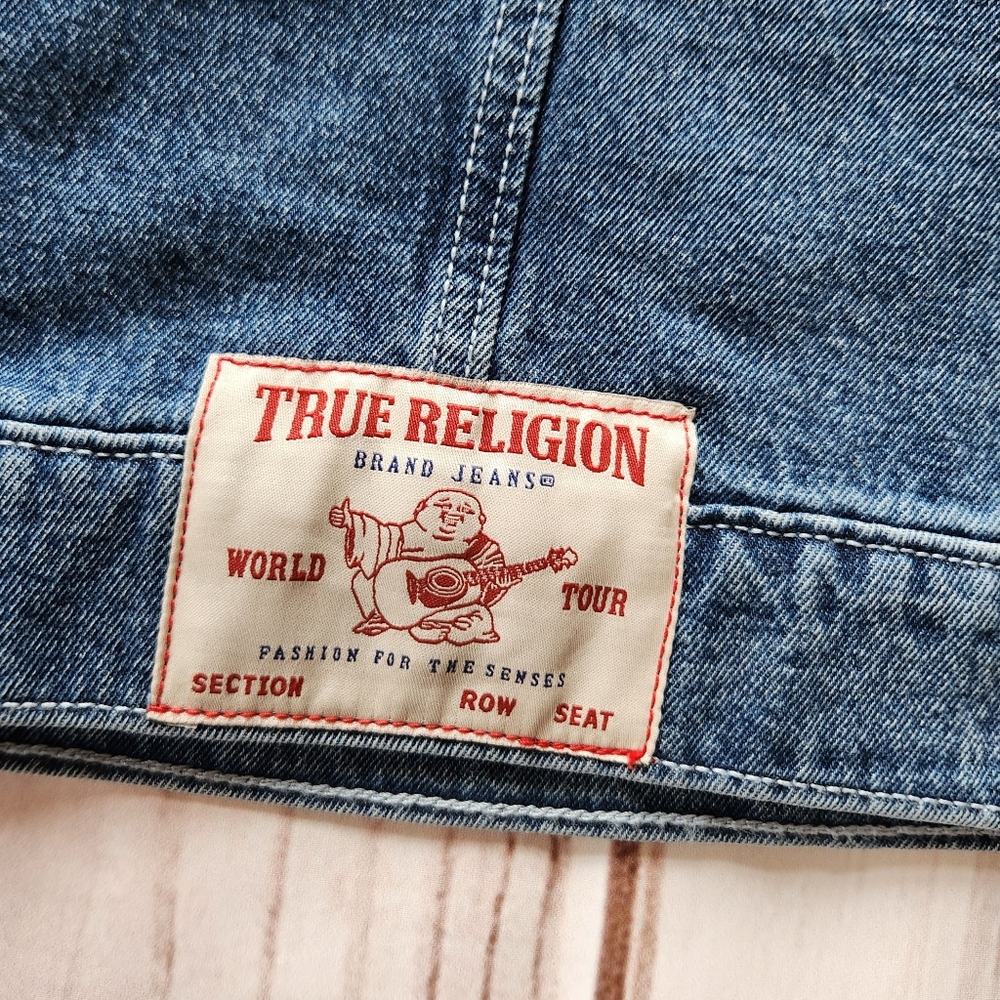 TRUE RELIGION
BRAND JEANS®
WORLD TOUR
FASHION FOR THE SENSES
SECTION ROW SEAT